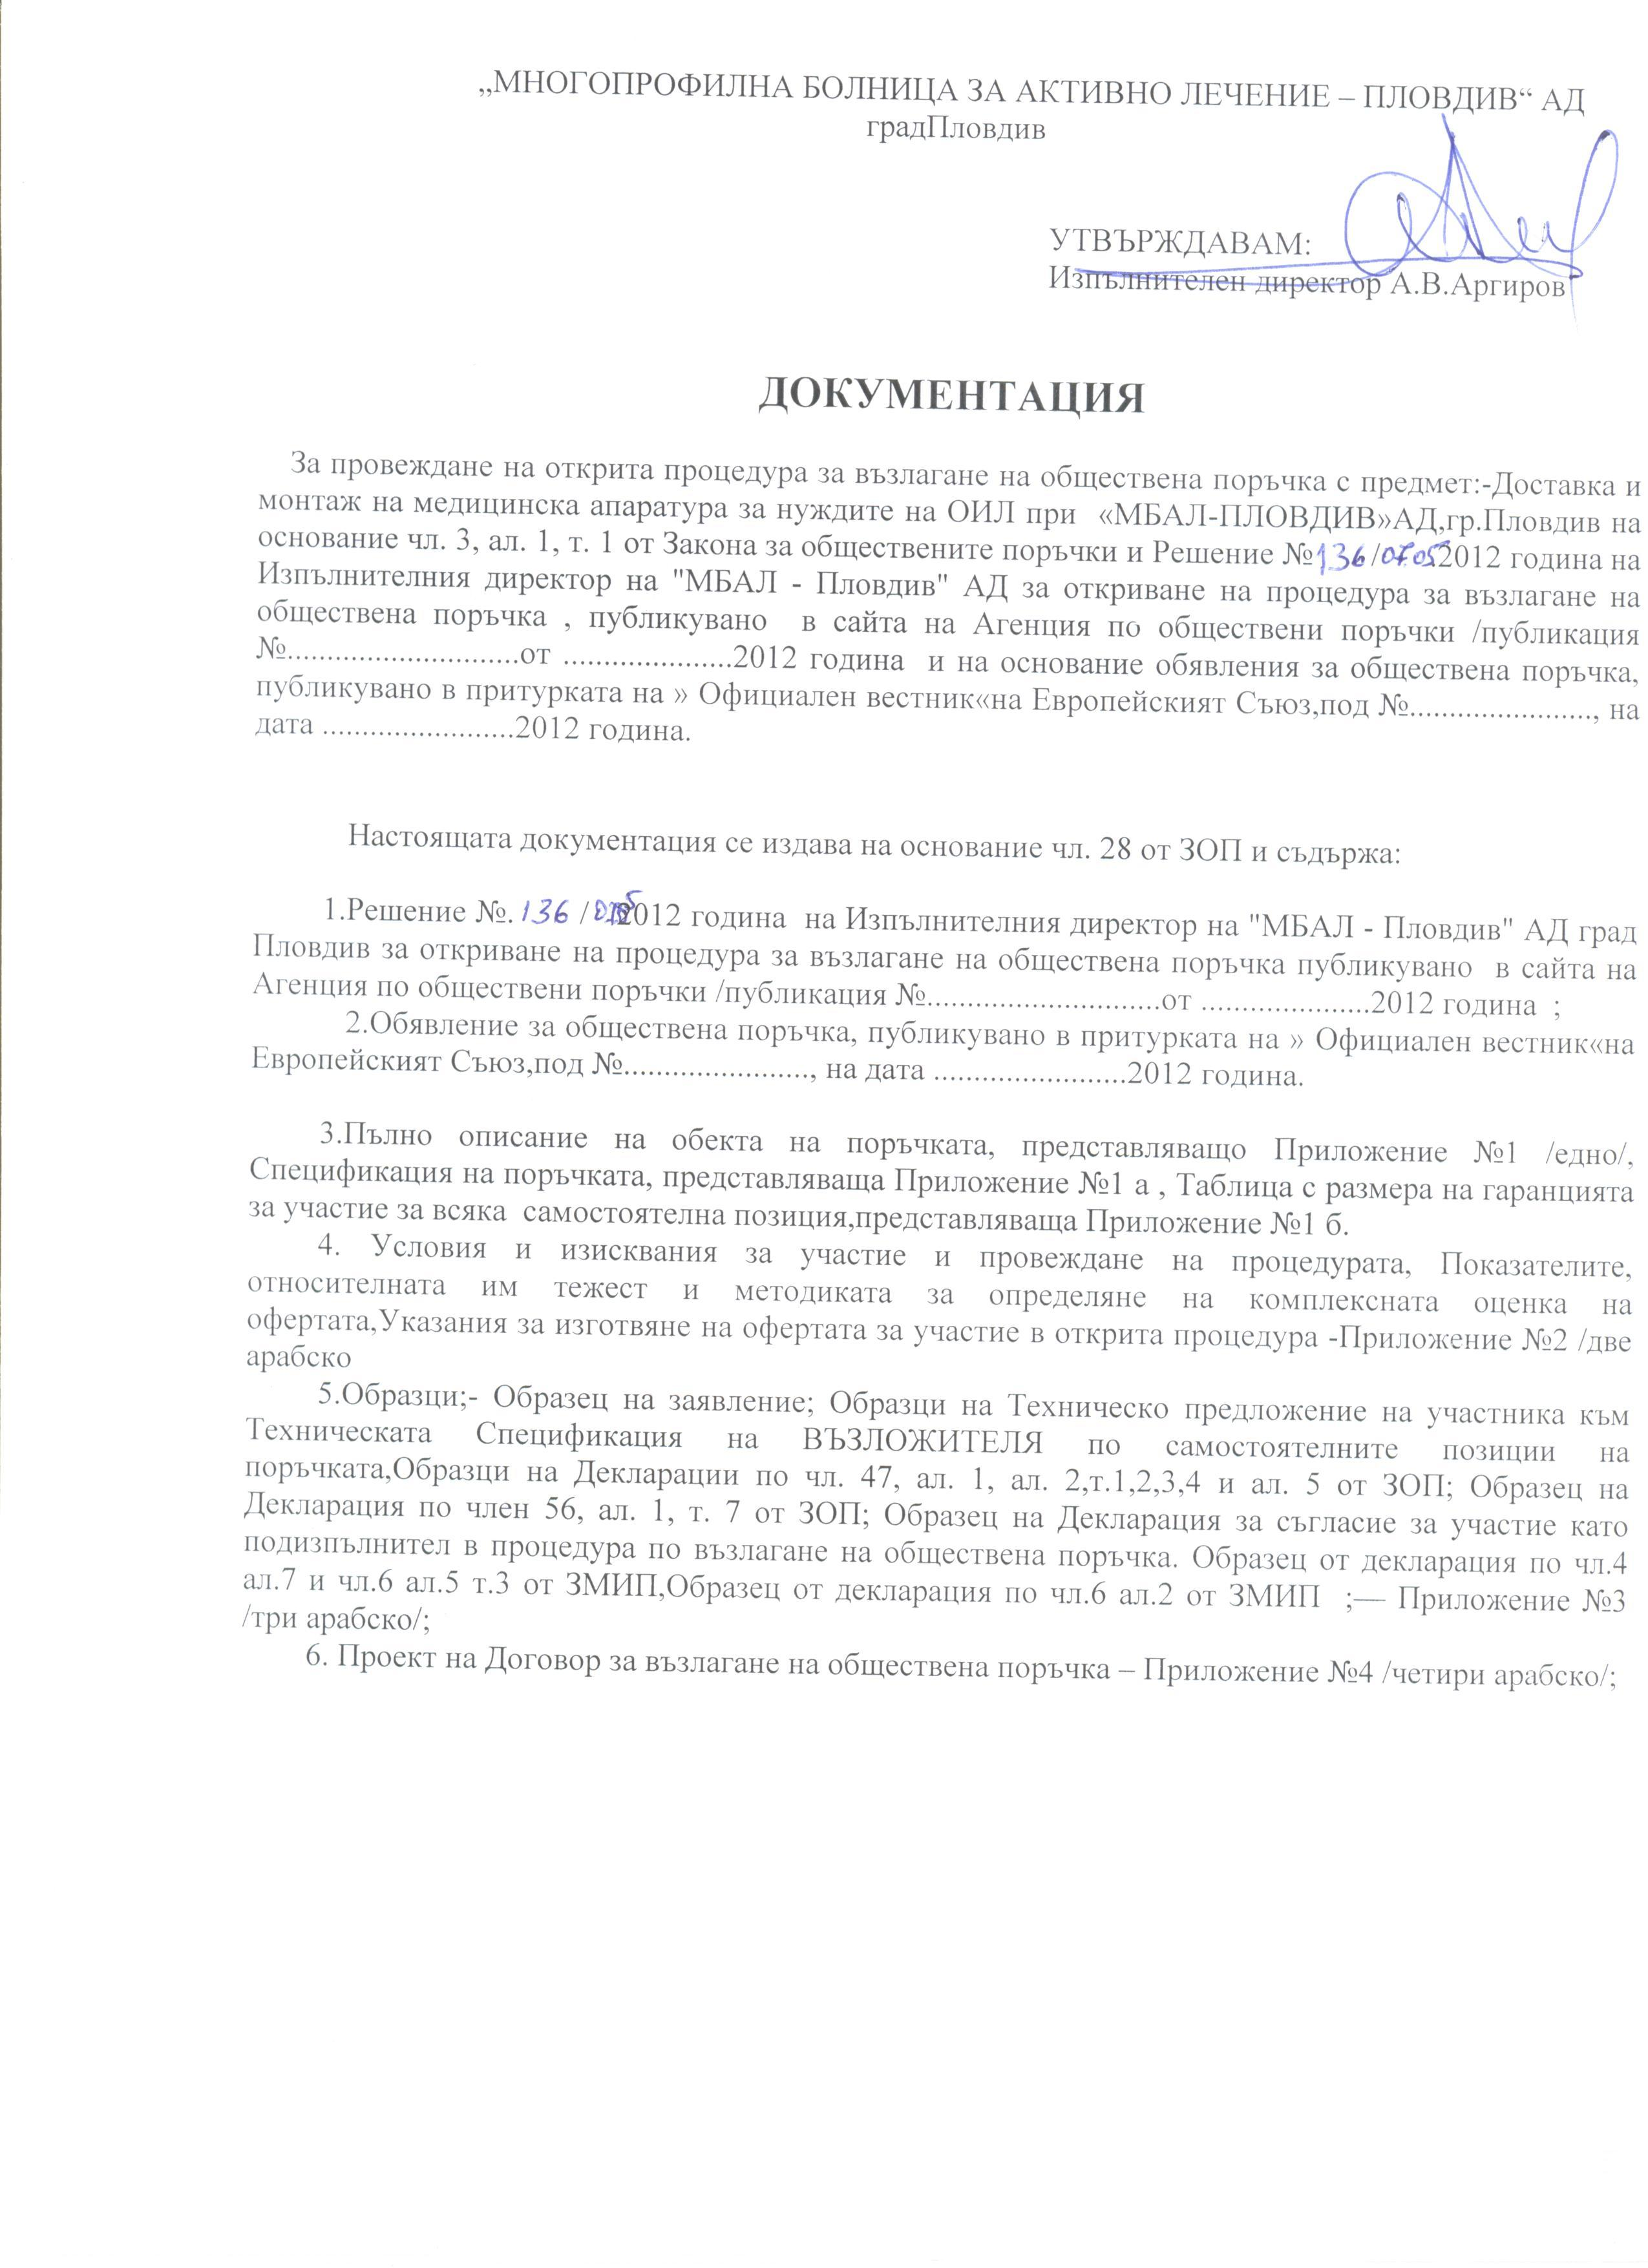 „МНОГОПРОФИЛНА БОЛНИЦА ЗА АКТИВНО ЛЕЧЕНИЕ – ПЛОВДИВ“ АД
градПловдив
УТВЪРЖДАВАМ:
Изпълнителен директор А.В.Аргиров
ДОКУМЕНТАЦИЯ
За провеждане на открита процедура за възлагане на обществена поръчка с предмет:-Доставка и
монтаж на медицинска апаратура за нуждите на ОИЛ при «МБАЛ-ПЛОВДИВ»АД,гр.Пловдив на
основание чл. 3, ал. 1, т. 1 от Закона за обществените поръчки и Решение №136/07.05.2012 година на
Изпълнителния директор на "МБАЛ - Пловдив" АД за откриване на процедура за възлагане на
обществена поръчка , публикувано в сайта на Агенция по обществени поръчки /публикация
№............................от .....................2012 година и на основание обявления за обществена поръчка,
публикувано в притурката на » Официален вестник«на Европейският Съюз,под №......................., на
дата ........................2012 година.
Настоящата документация се издава на основание чл. 28 от ЗОП и съдържа:
1.Решение №. 136 / 2012 година на Изпълнителния директор на "МБАЛ - Пловдив" АД град
Пловдив за откриване на процедура за възлагане на обществена поръчка публикувано в сайта на
Агенция по обществени поръчки /публикация №.............................от .....................2012 година ;
2.Обявление за обществена поръчка, публикувано в притурката на » Официален вестник«на
Европейският Съюз,под №......................., на дата ........................2012 година.
3.Пълно описание на обекта на поръчката, представляващо Приложение №1 /едно/,
Спецификация на поръчката, представляваща Приложение №1 а , Таблица с размера на гаранцията
за участие за всяка самостоятелна позиция,представляваща Приложение №1 б.
4. Условия и изисквания за участие и провеждане на процедурата, Показателите,
относителната им тежест и методиката за определяне на комплексната оценка на
офертата,Указания за изготвяне на офертата за участие в открита процедура -Приложение №2 /две
арабско
5.Образци;- Образец на заявление; Образци на Техническо предложение на участника към
Техническата Спецификация на ВЪЗЛОЖИТЕЛЯ по самостоятелните позиции на
поръчката,Образци на Декларации по чл. 47, ал. 1, ал. 2,т.1,2,3,4 и ал. 5 от ЗОП; Образец на
Декларация по член 56, ал. 1, т. 7 от ЗОП; Образец на Декларация за съгласие за участие като
подизпълнител в процедура по възлагане на обществена поръчка. Образец от декларация по чл.4
ал.7 и чл.6 ал.5 т.3 от ЗМИП,Образец от декларация по чл.6 ал.2 от ЗМИП ;— Приложение №3
/три арабско/;
6. Проект на Договор за възлагане на обществена поръчка – Приложение №4 /четири арабско/;